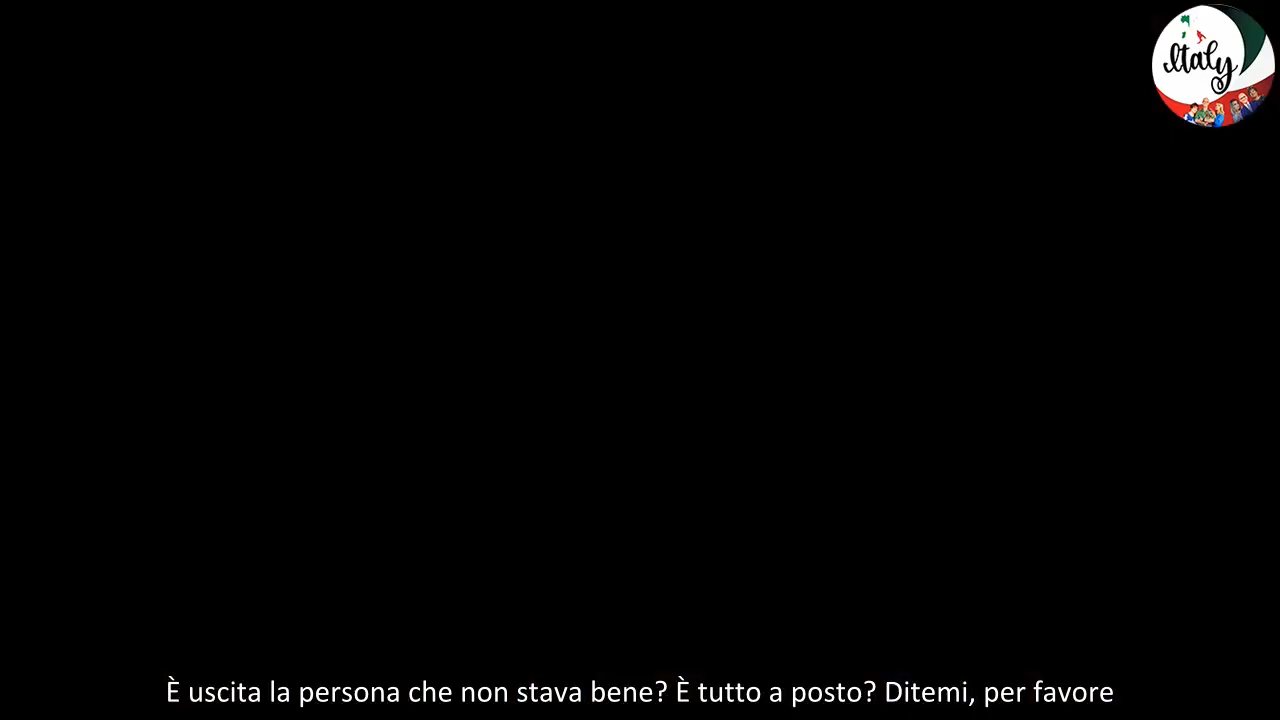 Italy
È uscita la persona che non stava bene? È tutto a posto? Ditemi, per favore